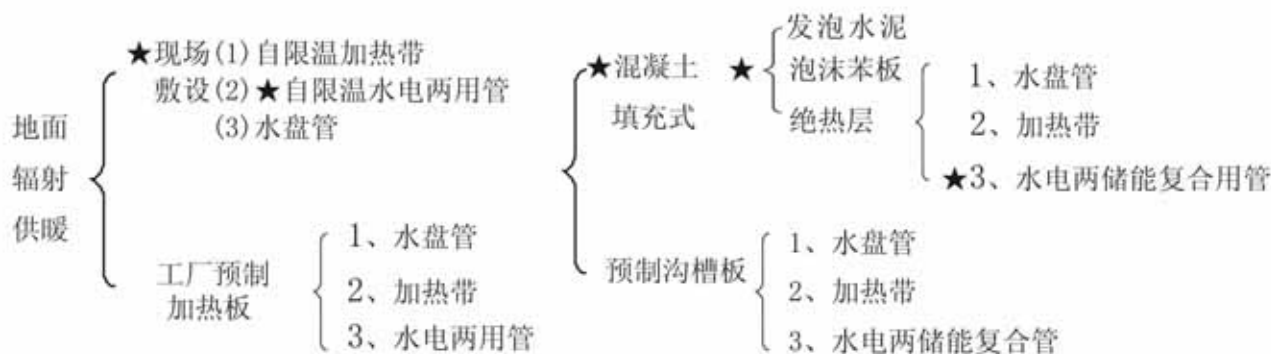 地面
辐射
供暖
★现场(1)自限温加热带
敷设(2)★自限温水电两用管
(3)水盘管
工厂预制
加热板
1、水盘管
2、加热带
3、水电两用管
★混凝土
填充式
★
发泡水泥
泡沫苯板
绝热层
1、水盘管
2、加热带
★3、水电两储能复合用管
预制沟槽板
1、水盘管
2、加热带
3、水电两储能复合管